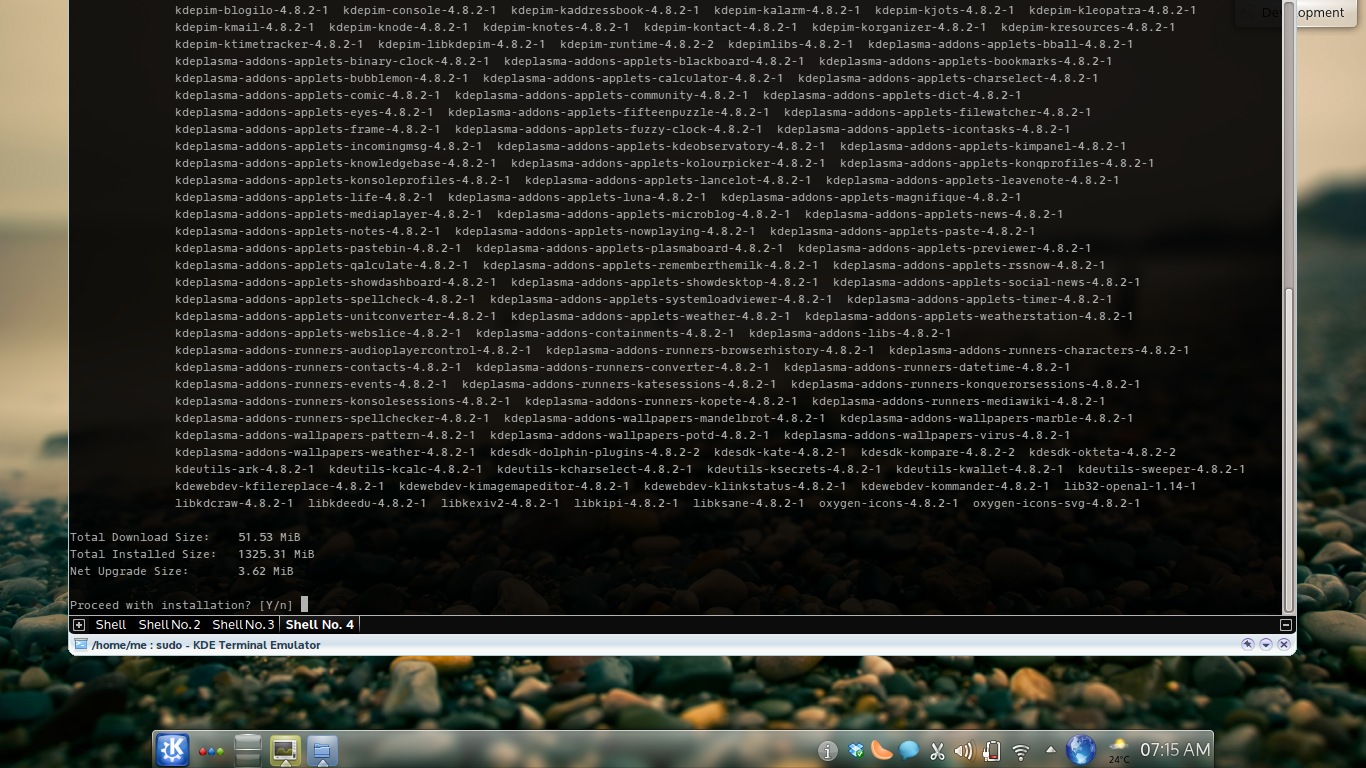 kdepim-blogilo-4.8.2-1  kdepim-console-4.8.2-1  kdepim-kaddressbook-4.8.2-1  kdepim-kalarm-4.8.2-1  kdepim-kjots-4.8.2-1  kdepim-kleopatra-4.8.2-1
kdepim-kmail-4.8.2-1  kdepim-knode-4.8.2-1  kdepim-knotes-4.8.2-1  kdepim-kontact-4.8.2-1  kdepim-korganizer-4.8.2-1  kdepim-kresources-4.8.2-1
kdepim-ktimetracker-4.8.2-1  kdepim-libkdepim-4.8.2-1  kdepim-runtime-4.8.2-2  kdepimlibs-4.8.2-1  kdeplasma-addons-applets-bball-4.8.2-1
kdeplasma-addons-applets-binary-clock-4.8.2-1  kdeplasma-addons-applets-blackboard-4.8.2-1  kdeplasma-addons-applets-bookmarks-4.8.2-1
kdeplasma-addons-applets-bubblemon-4.8.2-1  kdeplasma-addons-applets-calculator-4.8.2-1  kdeplasma-addons-applets-charselect-4.8.2-1
kdeplasma-addons-applets-comic-4.8.2-1  kdeplasma-addons-applets-community-4.8.2-1  kdeplasma-addons-applets-dict-4.8.2-1
kdeplasma-addons-applets-eyes-4.8.2-1  kdeplasma-addons-applets-fifteenpuzzle-4.8.2-1  kdeplasma-addons-applets-filewatcher-4.8.2-1
kdeplasma-addons-applets-frame-4.8.2-1  kdeplasma-addons-applets-fuzzy-clock-4.8.2-1  kdeplasma-addons-applets-icontasks-4.8.2-1
kdeplasma-addons-applets-incomingmsg-4.8.2-1  kdeplasma-addons-applets-kdeobservatory-4.8.2-1  kdeplasma-addons-applets-kimpanel-4.8.2-1
kdeplasma-addons-applets-knowledgebase-4.8.2-1  kdeplasma-addons-applets-kolourpicker-4.8.2-1  kdeplasma-addons-applets-konqprofiles-4.8.2-1
kdeplasma-addons-applets-konsoleprofiles-4.8.2-1  kdeplasma-addons-applets-lancelot-4.8.2-1  kdeplasma-addons-applets-leavenote-4.8.2-1
kdeplasma-addons-applets-life-4.8.2-1  kdeplasma-addons-applets-luna-4.8.2-1  kdeplasma-addons-applets-magnifique-4.8.2-1
kdeplasma-addons-applets-mediaplayer-4.8.2-1  kdeplasma-addons-applets-microblog-4.8.2-1  kdeplasma-addons-applets-news-4.8.2-1
kdeplasma-addons-applets-notes-4.8.2-1  kdeplasma-addons-applets-nowplaying-4.8.2-1  kdeplasma-addons-applets-paste-4.8.2-1
kdeplasma-addons-applets-pastebin-4.8.2-1  kdeplasma-addons-applets-plasmaboard-4.8.2-1  kdeplasma-addons-applets-previewer-4.8.2-1
kdeplasma-addons-applets-qalculate-4.8.2-1  kdeplasma-addons-applets-rememberthemilk-4.8.2-1  kdeplasma-addons-applets-rssnow-4.8.2-1
kdeplasma-addons-applets-showdashboard-4.8.2-1  kdeplasma-addons-applets-showdesktop-4.8.2-1  kdeplasma-addons-applets-social-news-4.8.2-1
kdeplasma-addons-applets-spellcheck-4.8.2-1  kdeplasma-addons-applets-systemloadviewer-4.8.2-1  kdeplasma-addons-applets-timer-4.8.2-1
kdeplasma-addons-applets-unitconverter-4.8.2-1  kdeplasma-addons-applets-weather-4.8.2-1  kdeplasma-addons-applets-weatherstation-4.8.2-1
kdeplasma-addons-applets-webslice-4.8.2-1  kdeplasma-addons-containments-4.8.2-1  kdeplasma-addons-libs-4.8.2-1
kdeplasma-addons-runners-audioplayercontrol-4.8.2-1  kdeplasma-addons-runners-browserhistory-4.8.2-1  kdeplasma-addons-runners-characters-4.8.2-1
kdeplasma-addons-runners-contacts-4.8.2-1  kdeplasma-addons-runners-converter-4.8.2-1  kdeplasma-addons-runners-datetime-4.8.2-1
kdeplasma-addons-runners-events-4.8.2-1  kdeplasma-addons-runners-katesessions-4.8.2-1  kdeplasma-addons-runners-konquerorsessions-4.8.2-1
kdeplasma-addons-runners-konsolesessions-4.8.2-1  kdeplasma-addons-runners-kopete-4.8.2-1  kdeplasma-addons-runners-mediawiki-4.8.2-1
kdeplasma-addons-runners-spellchecker-4.8.2-1  kdeplasma-addons-wallpapers-mandelbrot-4.8.2-1  kdeplasma-addons-wallpapers-marble-4.8.2-1
kdeplasma-addons-wallpapers-pattern-4.8.2-1  kdeplasma-addons-wallpapers-potd-4.8.2-1  kdeplasma-addons-wallpapers-virus-4.8.2-1
kdeplasma-addons-wallpapers-weather-4.8.2-1  kdesdk-dolphin-plugins-4.8.2-2  kdesdk-kate-4.8.2-1  kdesdk-kompare-4.8.2-2  kdesdk-okteta-4.8.2-2
kdeutils-ark-4.8.2-1  kdeutils-kcalc-4.8.2-1  kdeutils-kcharselect-4.8.2-1  kdeutils-ksecrets-4.8.2-1  kdeutils-kwallet-4.8.2-1  kdeutils-sweeper-4.8.2-1
kdewebdev-kfilereplace-4.8.2-1  kdewebdev-kimagemapeditor-4.8.2-1  kdewebdev-klinkstatus-4.8.2-1  kdewebdev-kommander-4.8.2-1  lib32-openal-1.14-1
libkdcraw-4.8.2-1  libkdeedu-4.8.2-1  libkexiv2-4.8.2-1  libkipi-4.8.2-1  libksane-4.8.2-1  oxygen-icons-4.8.2-1  oxygen-icons-svg-4.8.2-1
Total Download Size:    51.53 MiB
Total Installed Size:   1325.31 MiB
Net Upgrade Size:       3.62 MiB
Proceed with installation? [Y/n]
Shell  Shell No. 2  Shell No. 3  Shell No. 4
/home/me : sudo - KDE Terminal Emulator
24°C  07:15 AM